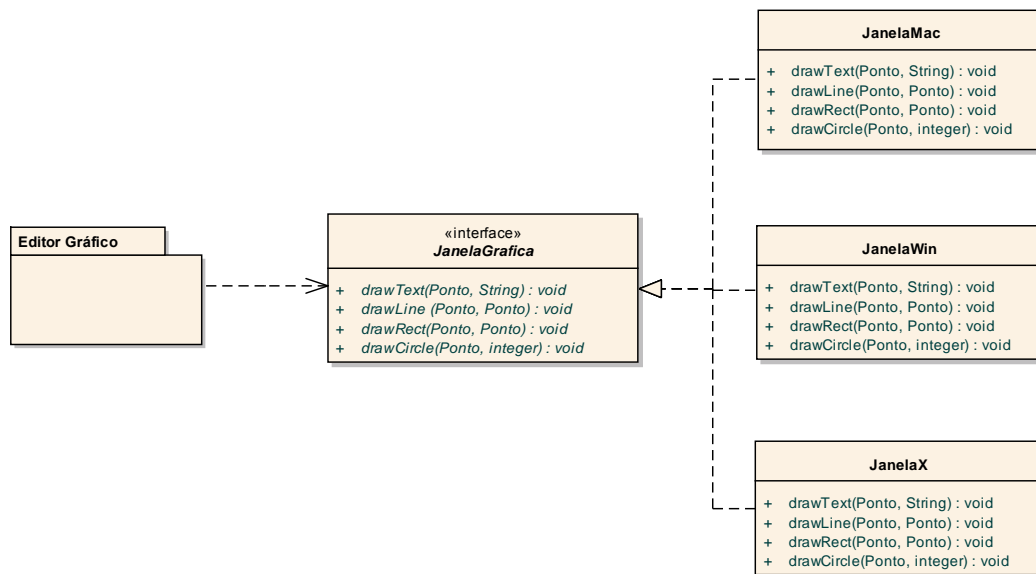 Editor Gráfico
«interface»
JanelaGrafica
+ drawText(Ponto, String) : void
+ drawLine (Ponto, Ponto) : void
+ drawRect(Ponto, Ponto) : void
+ drawCircle(Ponto, integer) : void
JanelaMac
+ drawText(Ponto, String) : void
+ drawLine(Ponto, Ponto) : void
+ drawRect(Ponto, Ponto) : void
+ drawCircle(Ponto, integer) : void
JanelaWin
+ drawText(Ponto, String) : void
+ drawLine(Ponto, Ponto) : void
+ drawRect(Ponto, Ponto) : void
+ drawCircle(Ponto, integer) : void
JanelaX
+ drawText(Ponto, String) : void
+ drawLine(Ponto, Ponto) : void
+ drawRect(Ponto, Ponto) : void
+ drawCircle(Ponto, integer) : void